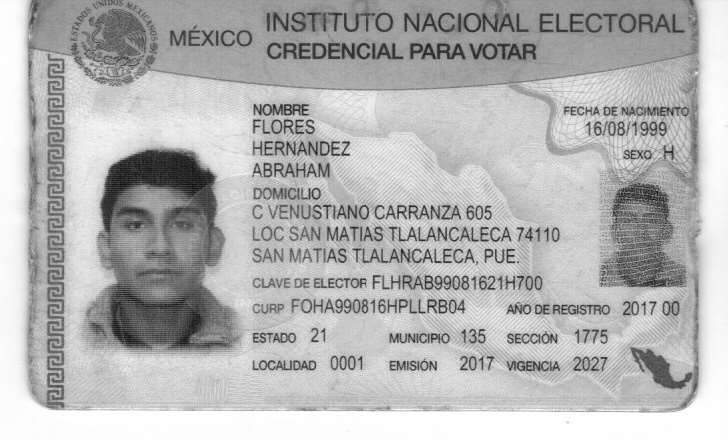 ESTADOS UNIDOS MEXICANOS
MÉXICO
INSTITUTO NACIONAL ELECTORAL
CREDENCIAL PARA VOTAR
NOMBRE
FLORES
HERNANDEZ
ABRAHAM
FECHA DE NACIMIENTO
16/08/1999
SEXO H
DOMICILIO
C VENUSTIANO CARRANZA 605
LOC SAN MATIAS TLALANCALECA 74110
SAN MATIAS TLALANCALECA, PUE.
CLAVE DE ELECTOR FLHRAB99081621H700
CURP FOHA990816HPLLRB04 AÑO DE REGISTRO 2017 00
ESTADO 21 MUNICIPIO 135 SECCIÓN 1775
LOCALIDAD 0001 EMISIÓN 2017 VIGENCIA 2027